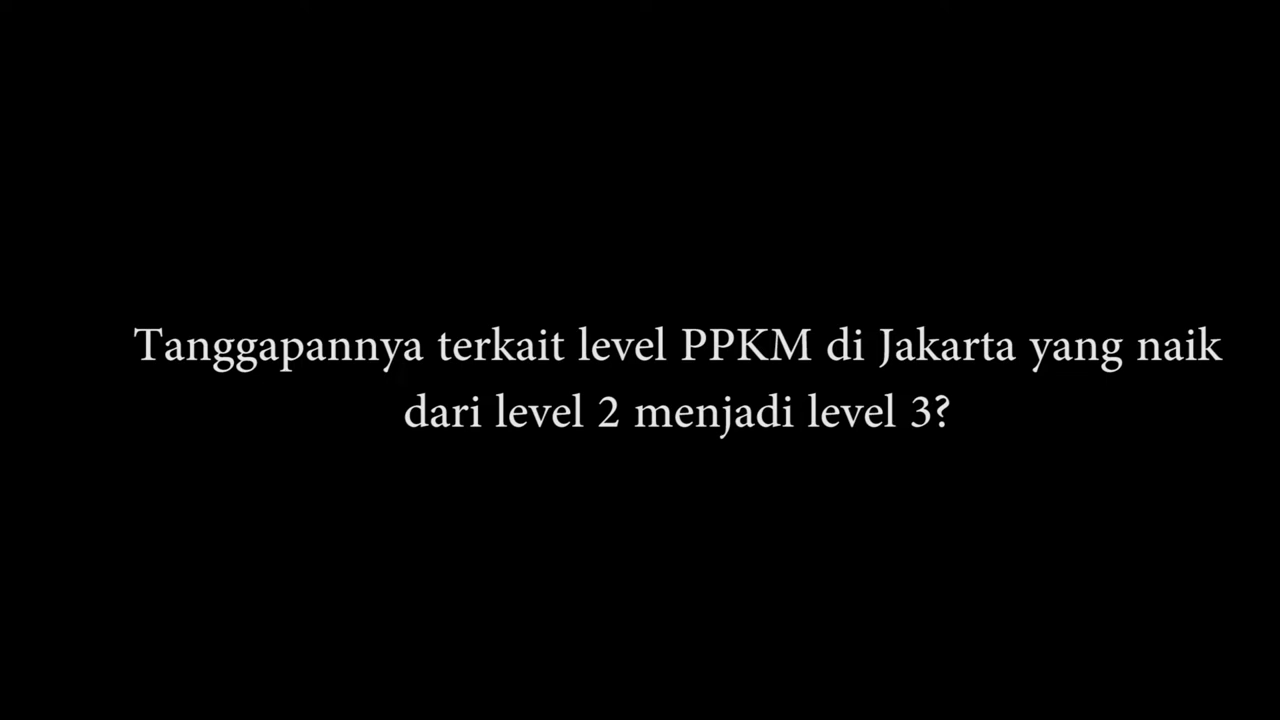 Tanggapannya terkait level PPKM di Jakarta yang naik
dari level 2 menjadi level 3?